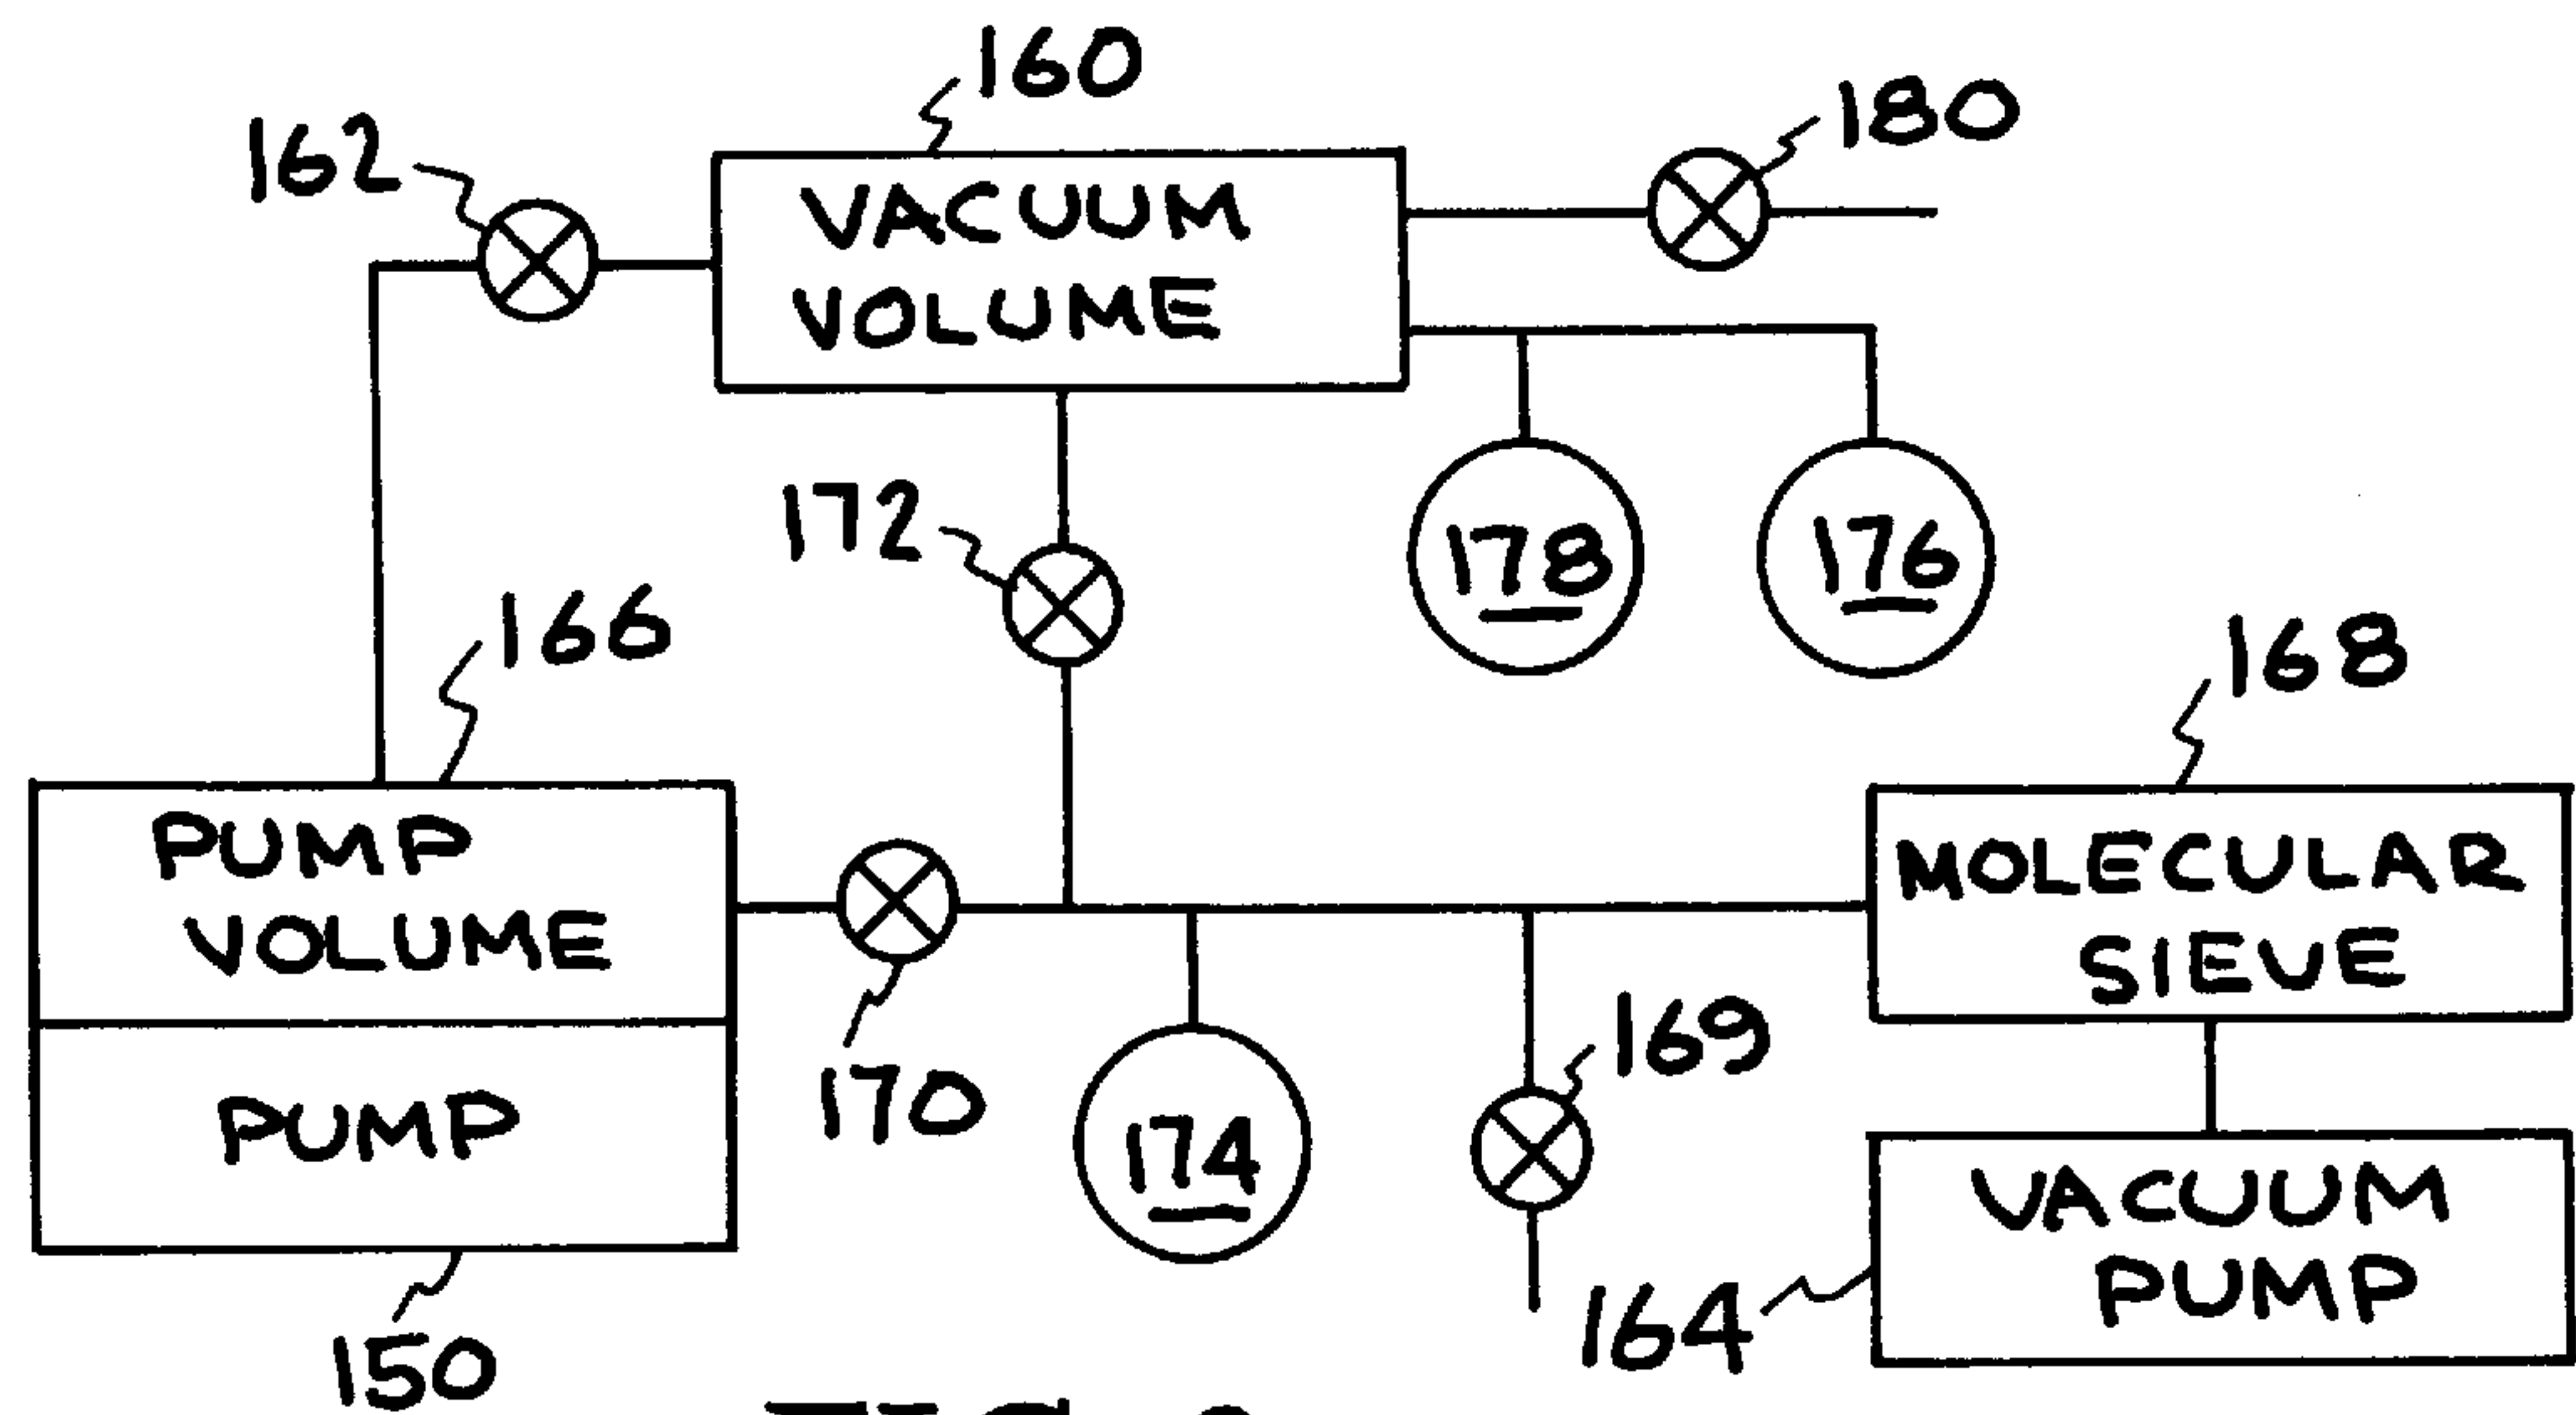 160
180
162
VACUUM
VOLUME
172
178
176
166
168
PUMP
VOLUME
MOLECULAR
SIEVE
170
169
PUMP
174
VACUUM
PUMP
164
150